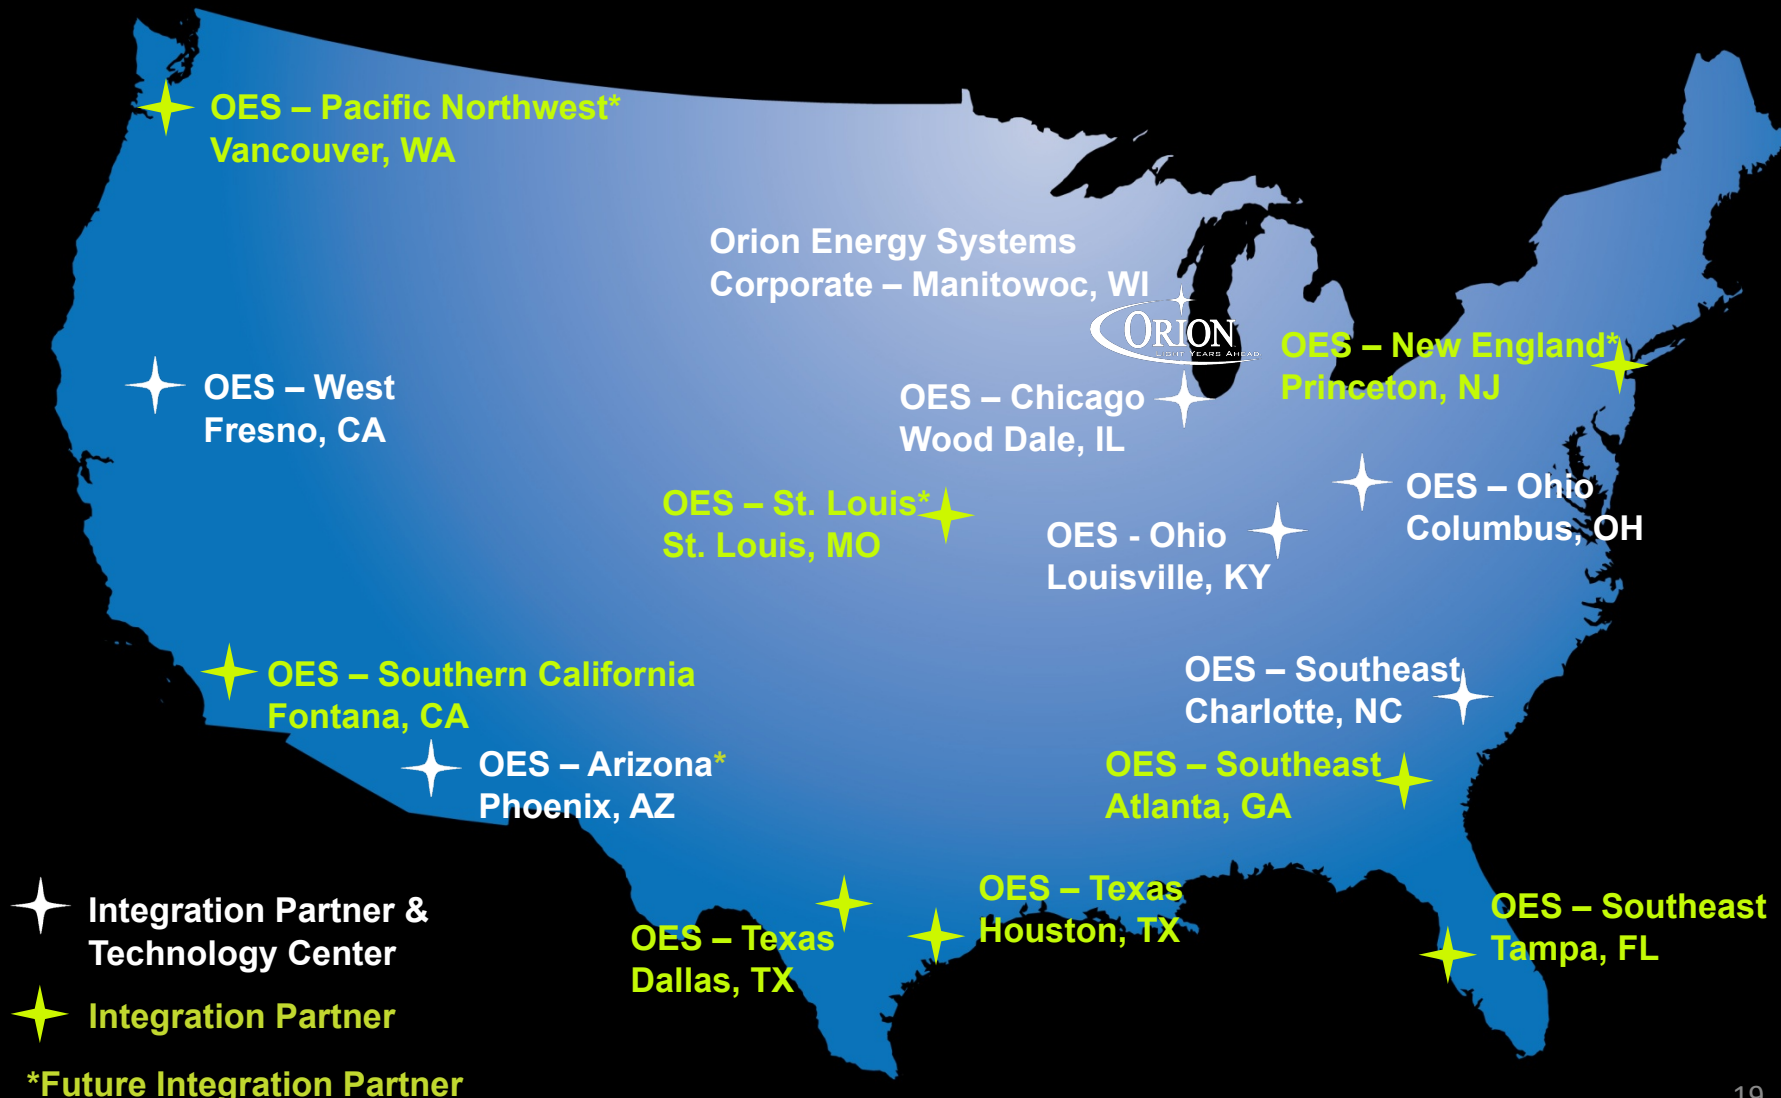 OES – Pacific Northwest*
Vancouver, WA
Orion Energy Systems
Corporate – Manitowoc, WI
ORION
LIGHT YEARS AHEAD
OES – New England*
Princeton, NJ
OES – West
Fresno, CA
OES – Chicago
Wood Dale, IL
OES – St. Louis*
St. Louis, MO
OES – Ohio
Columbus, OH
OES - Ohio
Louisville, KY
OES – Southern California
Fontana, CA
OES – Southeast
Charlotte, NC
OES – Arizona*
Phoenix, AZ
OES – Southeast
Atlanta, GA
OES – Texas
Houston, TX
OES – Texas
Dallas, TX
OES – Southeast
Tampa, FL
Integration Partner &
Technology Center
Integration Partner
*Future Integration Partner
19